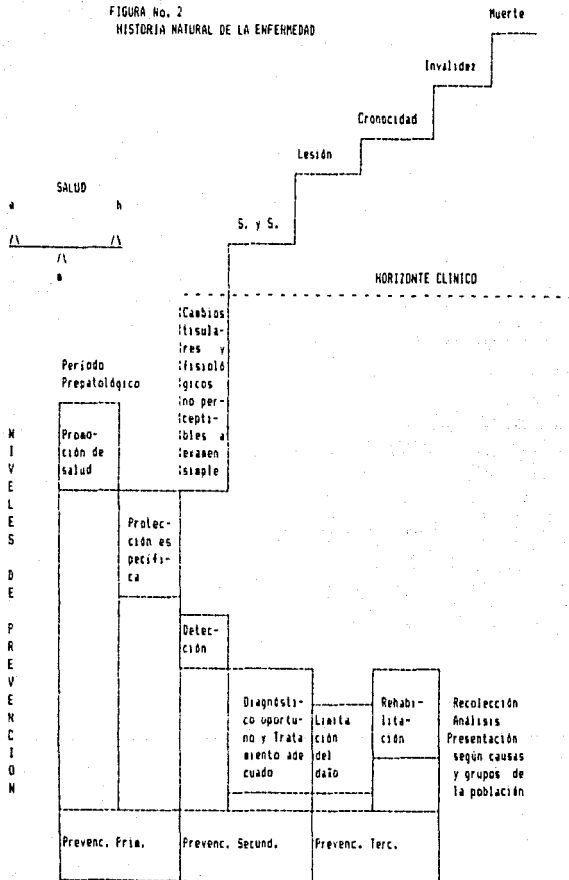 FIGURA No. 2
HISTORIA NATURAL DE LA ENFERMEDAD
Muerte
Invalidez
Cronocidad
Lesión
SALUD
a h
S. y S.
m
HORIZONTE CLINICO
Cambios
tisula-
res y
fisioló
gicos
no per-
cepti-
bles a
examen
simple
Período
Prepatológico
NIVELES DE PREVENCION
Promo-
ción de
salud
Protec-
ción es
pecífi-
ca
Detec-
ción
Diagnósti-
co oportu-
no y Trata
miento ade
cuado
Limita
ción
del
daño
Rehabi-
lita-
ción
Recolección
Análisis
Presentación
según causas
y grupos de
la población
Prevenc. Prim.
Prevenc. Secund.
Prevenc. Terc.